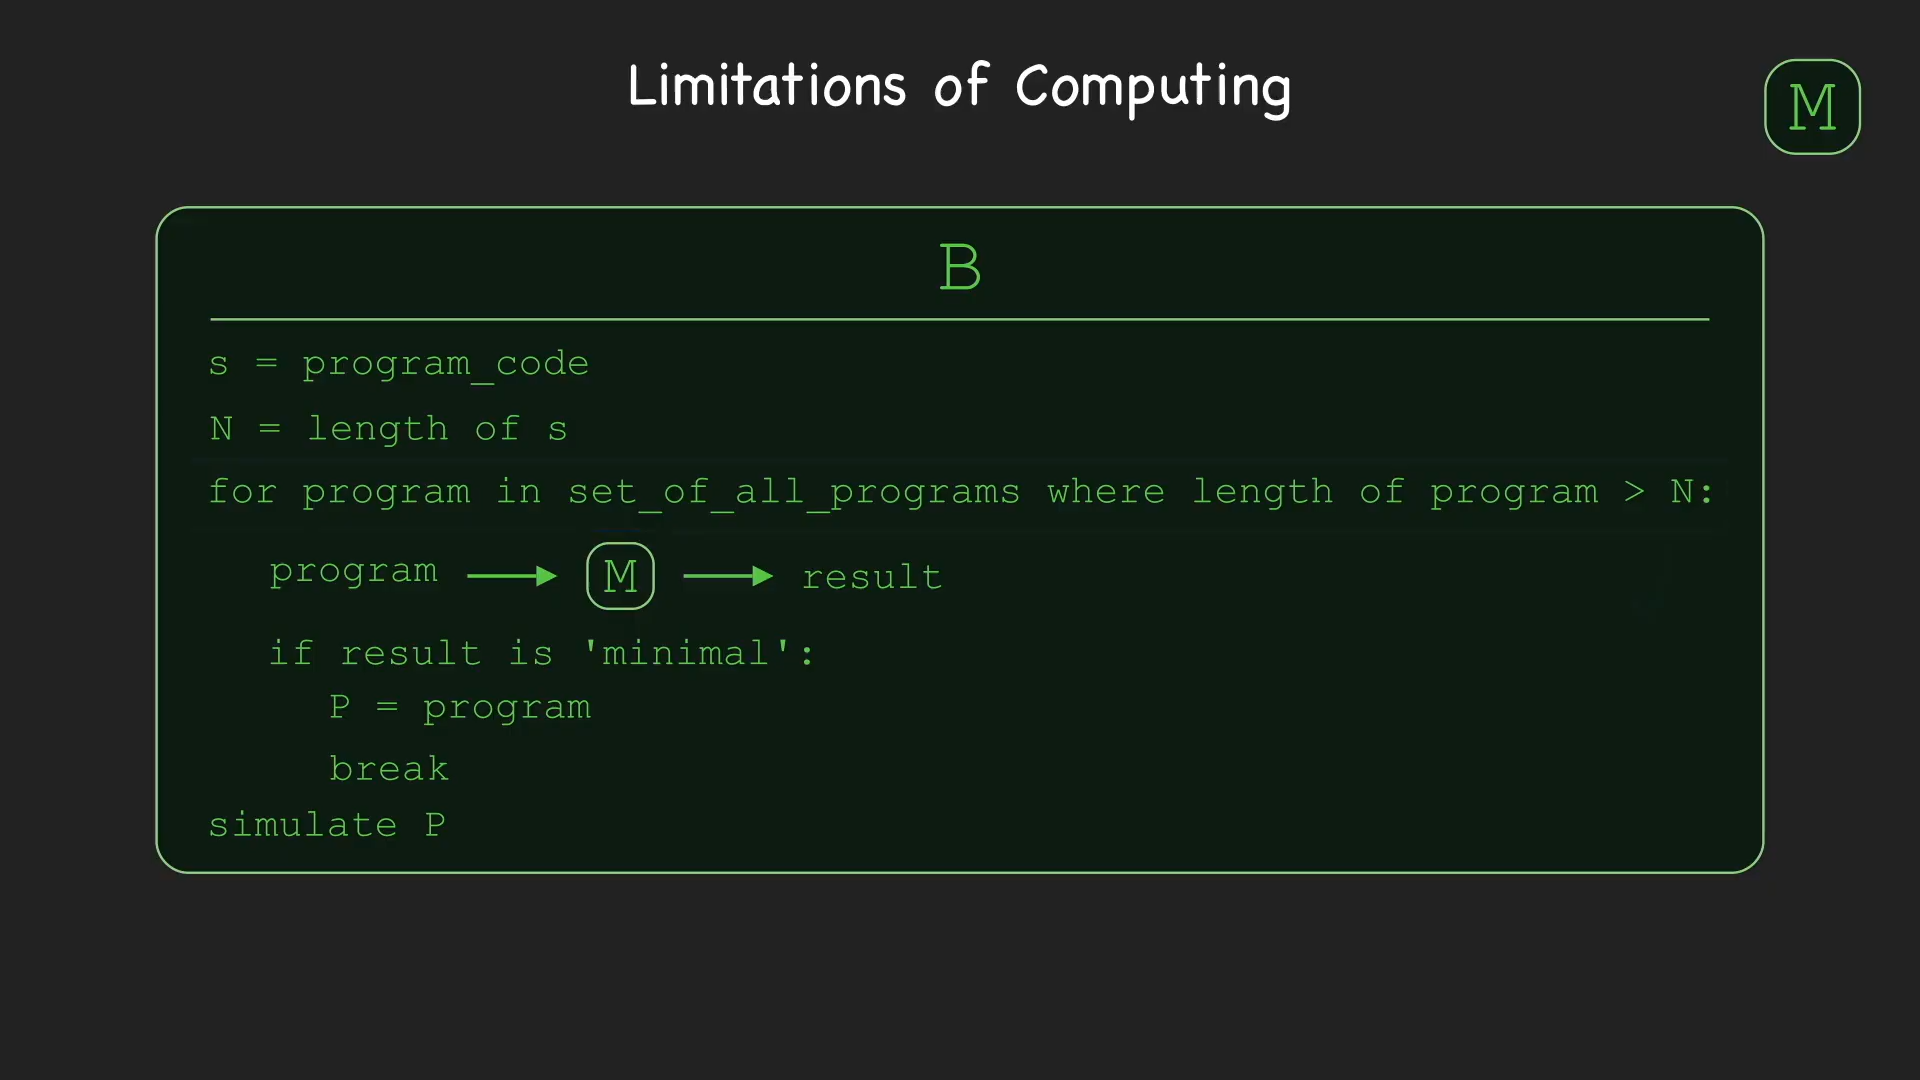 Limitations of Computing
M
B
s = program_code
N = length of s
for program in set_of_all_programs where length of program > N:
program M result
if result is 'minimal':
P = program
break
simulate P